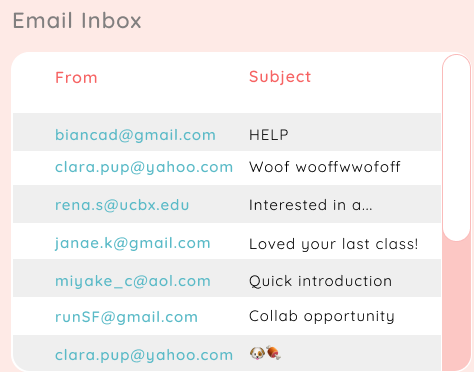 Email Inbox
From Subject
biancad@gmail.com HELP
clara.pup@yahoo.com Woof wooffwwofoff
rena.s@ucbx.edu Interested in a...
janae.k@gmail.com Loved your last class!
miyake_c@aol.com Quick introduction
runSF@gmail.com Collab opportunity
clara.pup@yahoo.com 🐶🍖